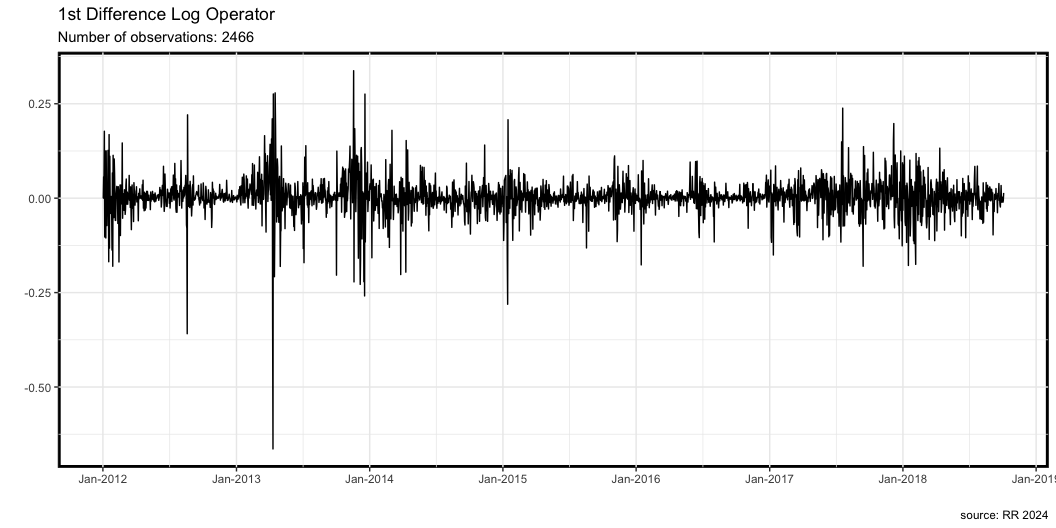 1st Difference Log Operator
Number of observations: 2466
0.25
0.00
-0.25
-0.50
Jan-2012 Jan-2013 Jan-2014 Jan-2015 Jan-2016 Jan-2017 Jan-2018 Jan-2019
source: RR 2024